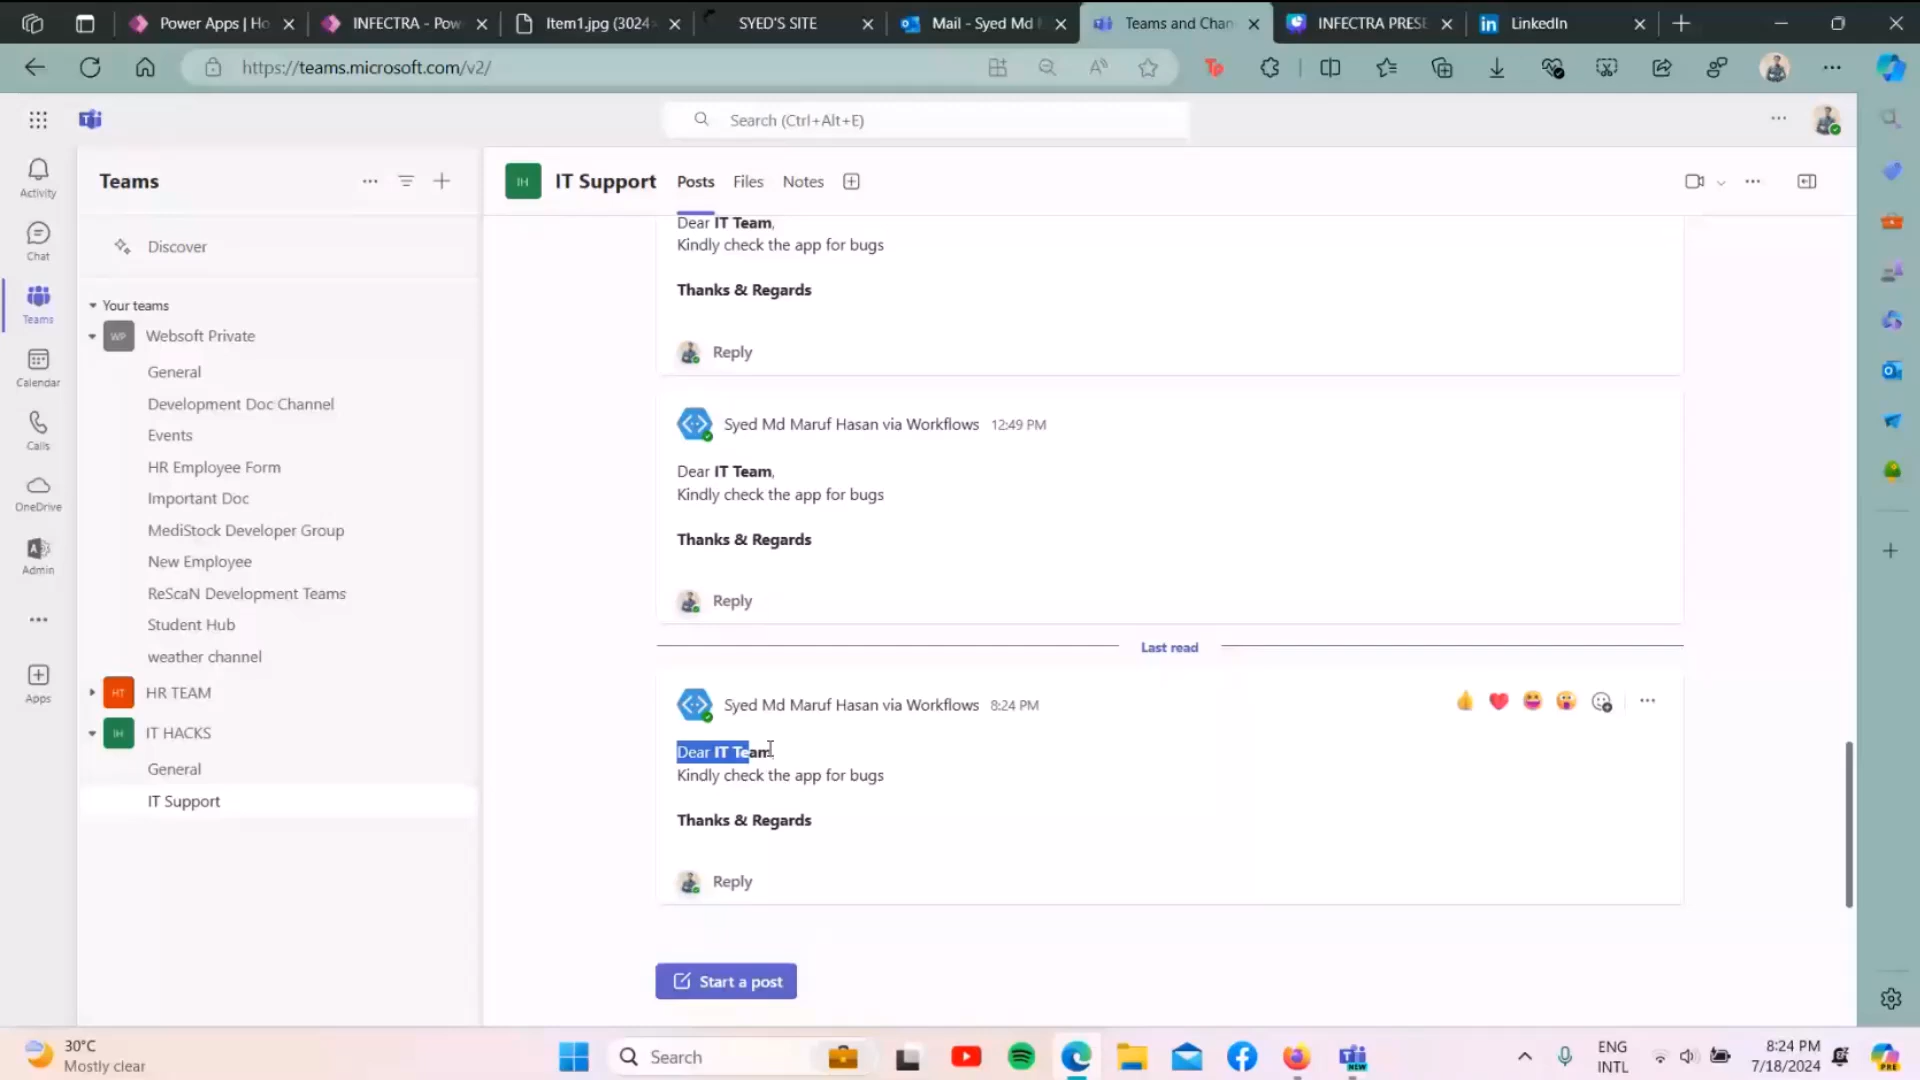 Power Apps | Ho
INFECTRA - Pow
Item1.jpg (3024
SYED'S SITE
Mail - Syed Md
Teams and Chan
INFECTRA PRESE
LinkedIn
https://teams.microsoft.com/v2/
Search (Ctrl+Alt+E)
Activity
Chat
Teams
Calendar
Calls
OneDrive
Admin
Apps
Teams
Discover
Your teams
WP Websoft Private
General
Development Doc Channel
Events
HR Employee Form
Important Doc
MediStock Developer Group
New Employee
ReScaN Development Teams
Student Hub
weather channel
HT HR TEAM
IH IT HACKS
General
IT Support
IH IT Support Posts Files Notes
Dear IT Team,
Kindly check the app for bugs
Thanks & Regards
Reply
Syed Md Maruf Hasan via Workflows 12:49 PM
Dear IT Team,
Kindly check the app for bugs
Thanks & Regards
Reply
Last read
Syed Md Maruf Hasan via Workflows 8:24 PM
Dear IT Team
Kindly check the app for bugs
Thanks & Regards
Reply
Start a post
30°C
Mostly clear
Search
NEW
ENG
INTL
8:24 PM
7/18/2024
PRE